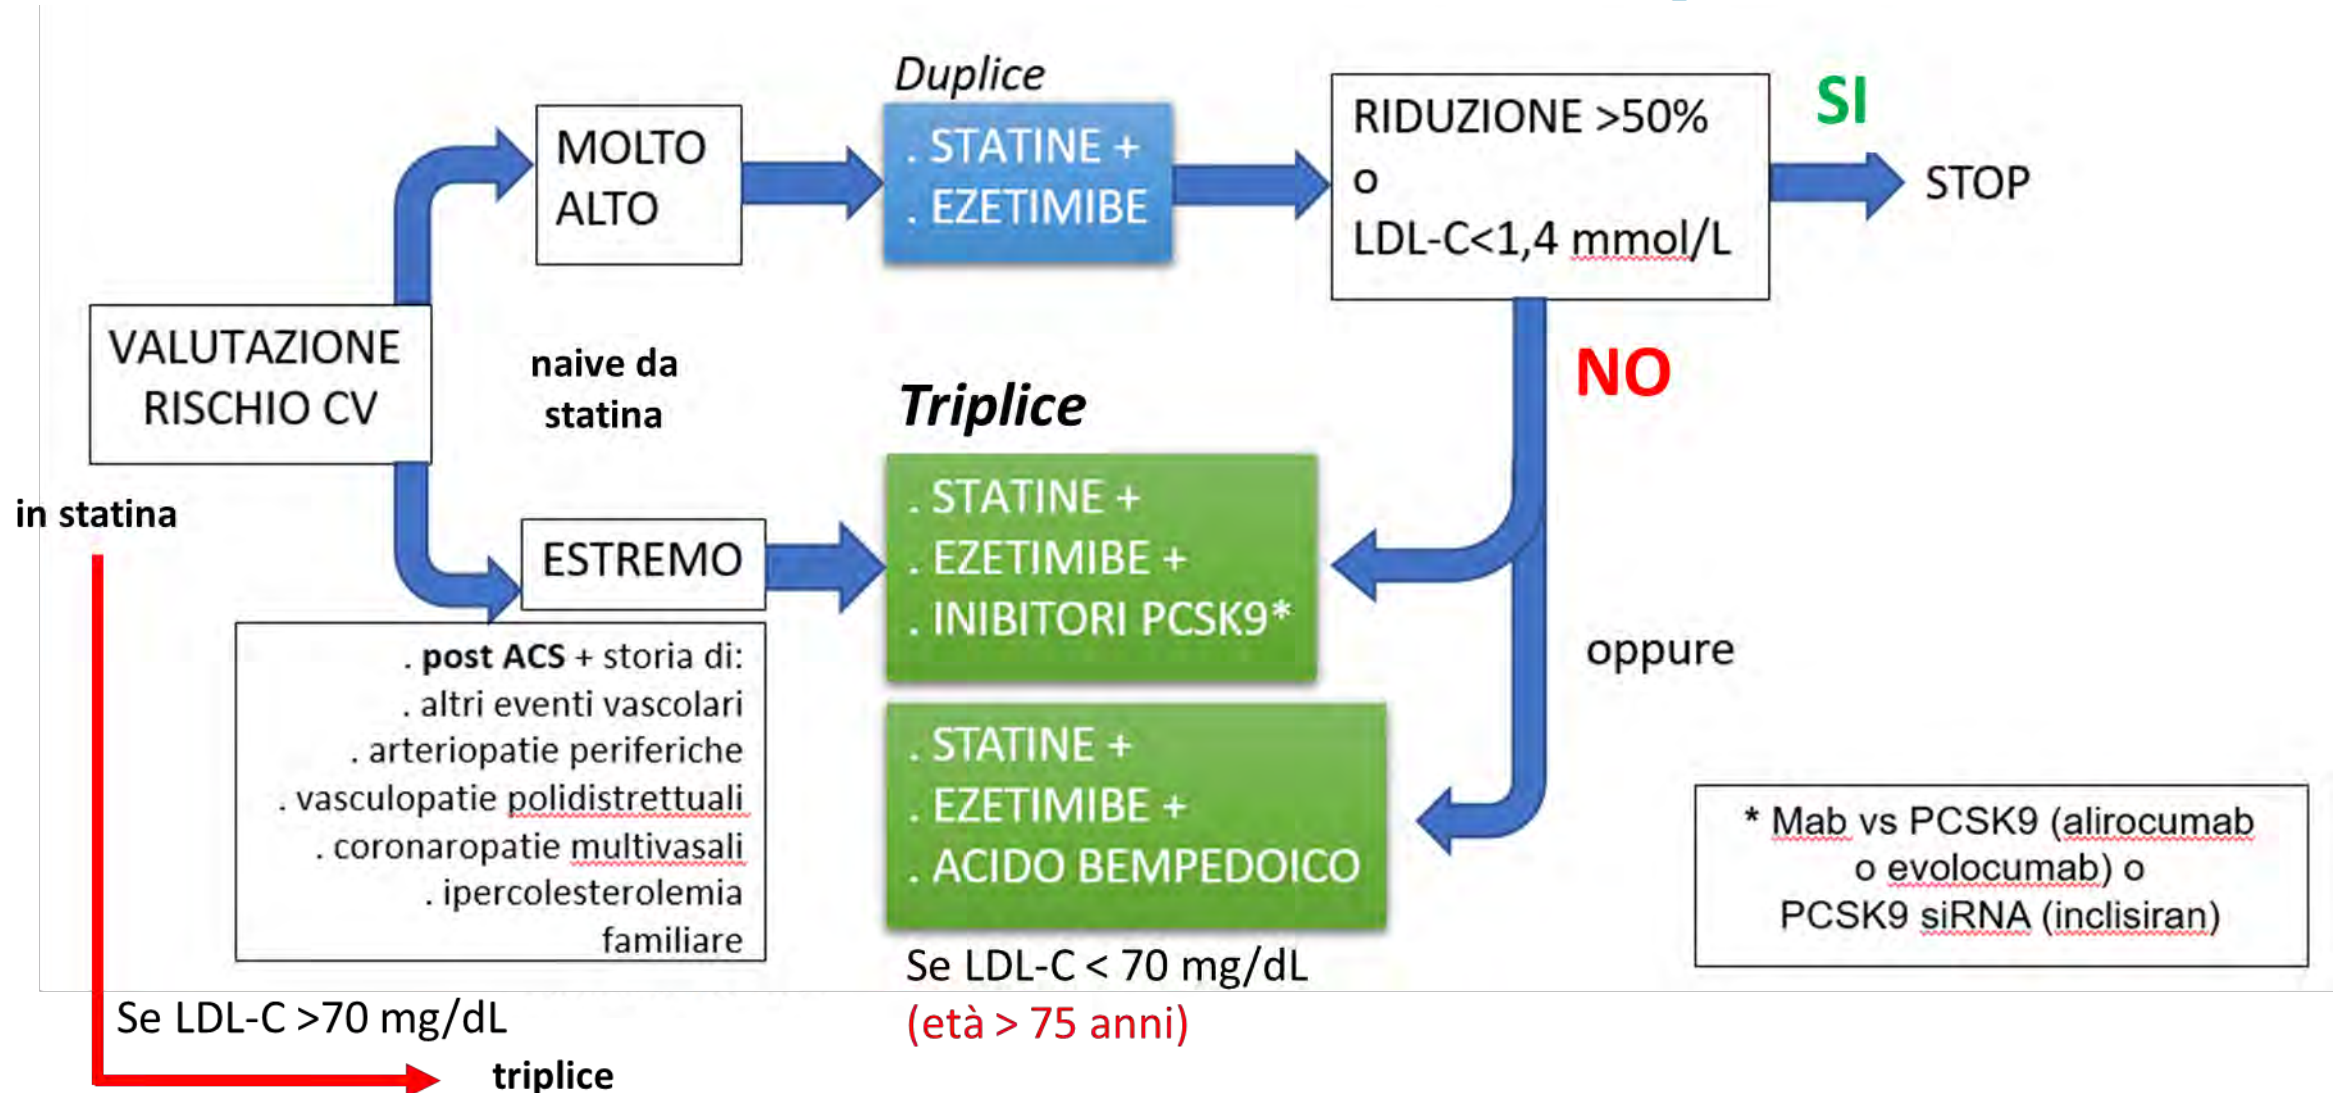 VALUTAZIONE
RISCHIO CV
MOLTO
ALTO
Duplice
. STATINE +
. EZETIMIBE
RIDUZIONE >50%
o
LDL-C<1,4 mmol/L
SI
STOP
NO
naive da
statina
in statina
ESTREMO
. post ACS + storia di:
. altri eventi vascolari
. arteriopatie periferiche
. vasculopatie polidistrettuali
. coronaropatie multivasali
. ipercolesterolemia
familiare
Triplice
. STATINE +
. EZETIMIBE +
. INIBITORI PCSK9*
oppure
. STATINE +
. EZETIMIBE +
. ACIDO BEMPEDOICO
Se LDL-C < 70 mg/dL
(età > 75 anni)
* Mab vs PCSK9 (alirocumab
o evolocumab) o
PCSK9 siRNA (inclisiran)
Se LDL-C >70 mg/dL
triplice